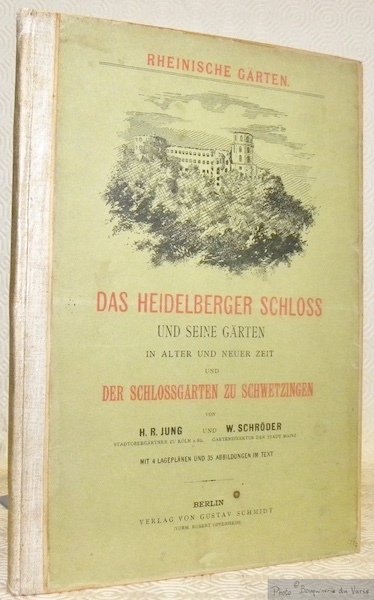 RHEINISCHE GÄRTEN.
DAS HEIDELBERGER SCHLOSS
UND SEINE GÄRTEN
IN ALTER UND NEUER ZEIT
UND
DER SCHLOSSGARTEN ZU SCHWETZINGEN
VON
H. R. JUNG UND W. SCHRÖDER
STADTOBERGÄRTNER ZU KÖLN a. Rh. GARTENDIREKTOR DER STADT MAINZ
MIT 4 LAGEPLÄNEN UND 35 ABBILDUNGEN IM TEXT
BERLIN
VERLAG VON GUSTAV SCHMIDT
(VORM. ROBERT OPPENHEIM)
Photo © Bouquinerie du Varis